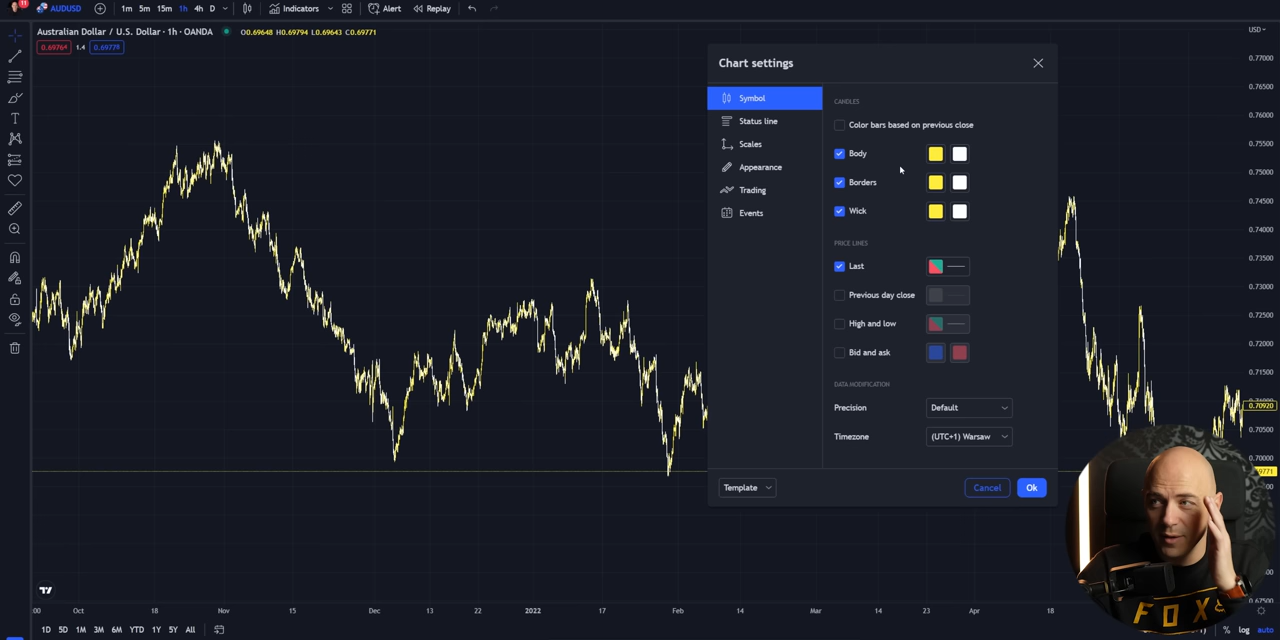 11
AUDUSD
1m 5m 15m 1h 4h D
Indicators
Alert
Replay
Australian Dollar / U.S. Dollar · 1h · OANDA
O0.69648 H0.69794 L0.69643 C0.69771
0.69764 1.4 0.69778
USD
0.77000
0.76500
0.76000
0.75500
0.75000
0.74500
0.74000
0.73500
0.73000
0.72500
0.72000
0.71500
0.70920
0.70500
0.70000
0.67500
Chart settings
Symbol
Status line
Scales
Appearance
Trading
Events
CANDLES
Color bars based on previous close
Body
Borders
Wick
PRICE LINES
Last
Previous day close
High and low
Bid and ask
DATA MODIFICATION
Precision Default
Timezone (UTC+1) Warsaw
Template
Cancel
Ok
FOX
:00 Oct 18 Nov 15 Dec 13 22 2022 17 Feb 14 Mar 14 23 Apr 18
1D 5D 1M 3M 6M YTD 1Y 5Y All
% log auto